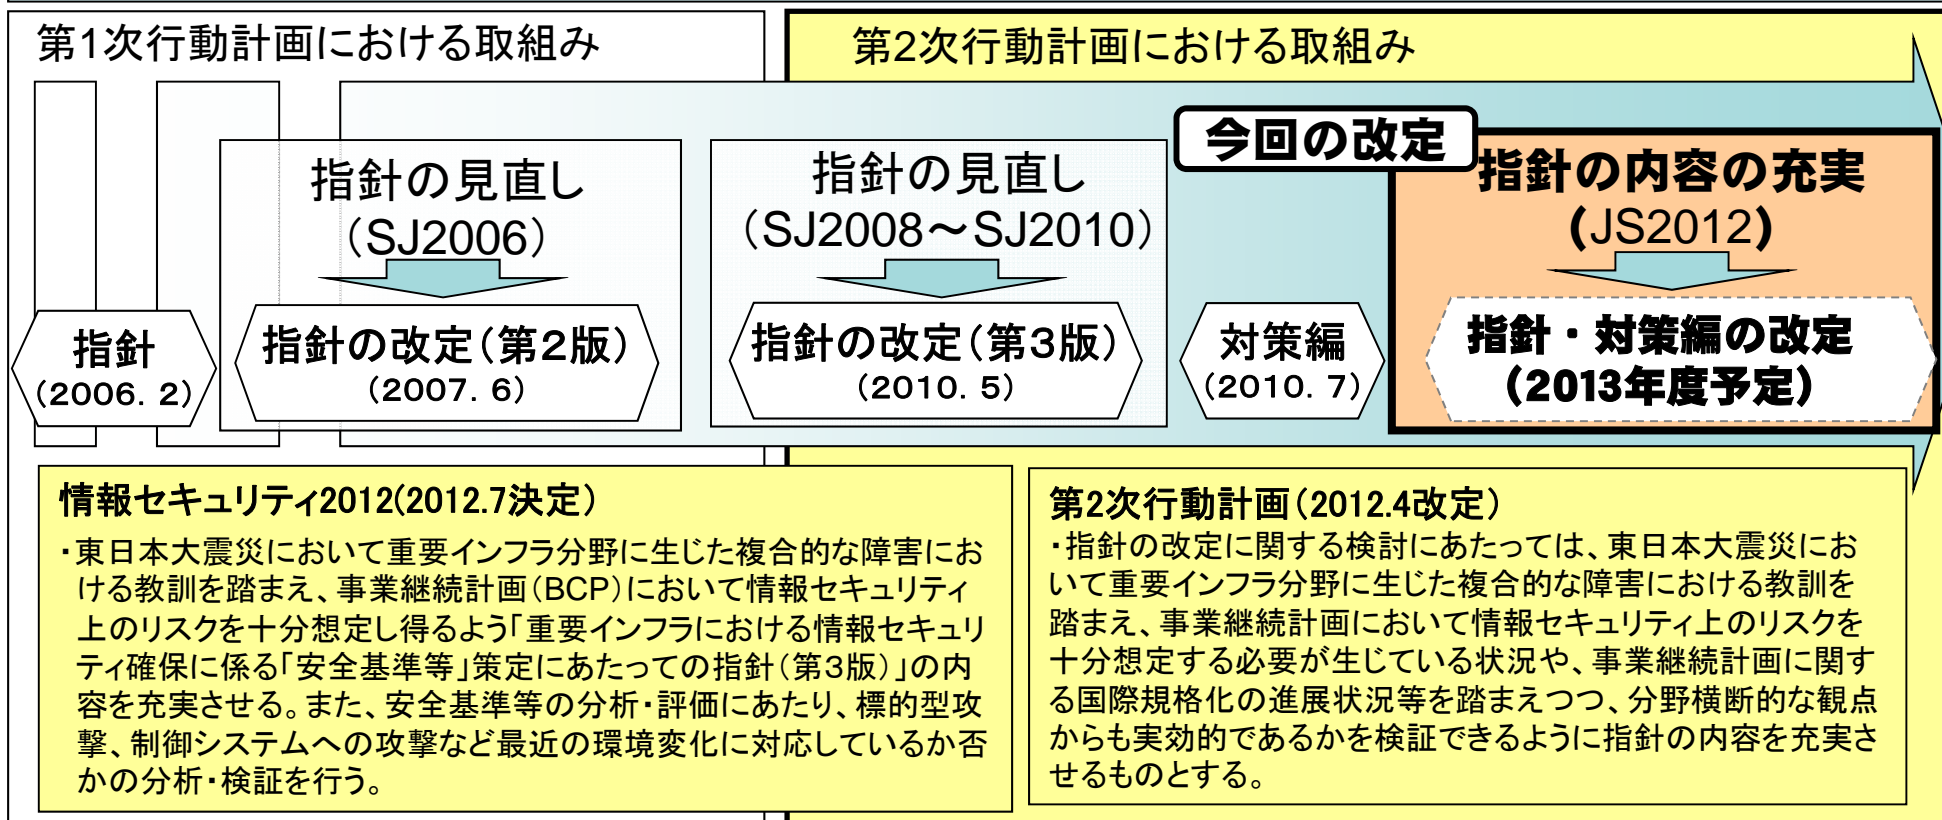 第1次行動計画における取組み
第2次行動計画における取組み
今回の改定
指針の見直し
(SJ2006)
指針の見直し
(SJ2008～SJ2010)
指針の内容の充実
(JS2012)
指針
(2006. 2)
指針の改定(第2版)
(2007. 6)
指針の改定(第3版)
(2010. 5)
対策編
(2010. 7)
指針・対策編の改定
(2013年度予定)
情報セキュリティ2012(2012.7決定)
・東日本大震災において重要インフラ分野に生じた複合的な障害にお
ける教訓を踏まえ、事業継続計画(BCP)において情報セキュリティ
上のリスクを十分想定し得るよう「重要インフラにおける情報セキュリ
ティ確保に係る「安全基準等」策定にあたっての指針(第3版)」の内
容を充実させる。また、安全基準等の分析・評価にあたり、標的型攻
撃、制御システムへの攻撃など最近の環境変化に対応しているか否
かの分析・検証を行う。
第2次行動計画(2012.4改定)
・指針の改定に関する検討にあたっては、東日本大震災にお
いて重要インフラ分野に生じた複合的な障害における教訓を
踏まえ、事業継続計画において情報セキュリティ上のリスクを
十分想定する必要が生じている状況や、事業継続計画に関す
る国際規格化の進展状況等を踏まえつつ、分野横断的な観点
からも実効的であるかを検証できるように指針の内容を充実さ
せるものとする。